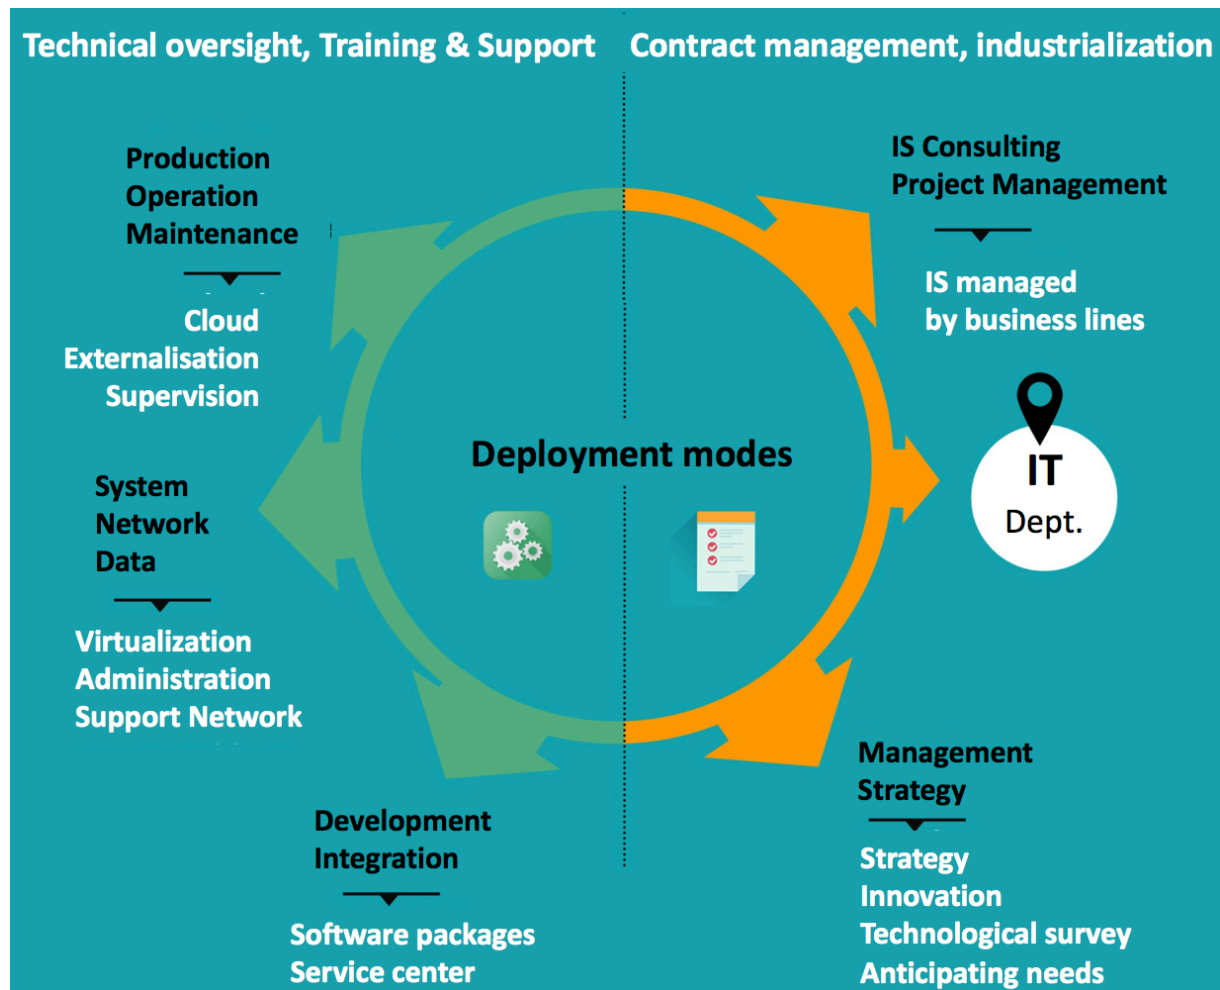 Technical oversight, Training & Support
Contract management, industrialization
Production
Operation
Maintenance
Cloud
Externalisation
Supervision
System
Network
Data
Virtualization
Administration
Support Network
Development
Integration
Software packages
Service center
Deployment modes
IS Consulting
Project Management
IS managed
by business lines
IT
Dept.
Management
Strategy
Strategy
Innovation
Technological survey
Anticipating needs